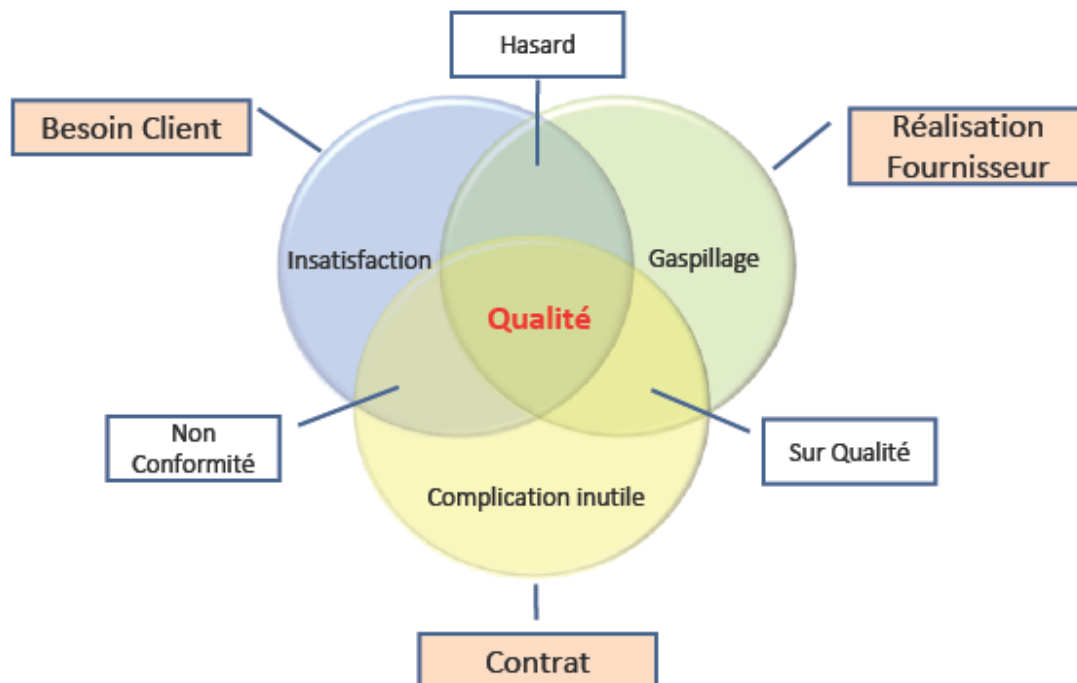 Hasard
Besoin Client
Réalisation
Fournisseur
Insatisfaction
Gaspillage
Qualité
Non
Conformité
Sur Qualité
Complication inutile
Contrat